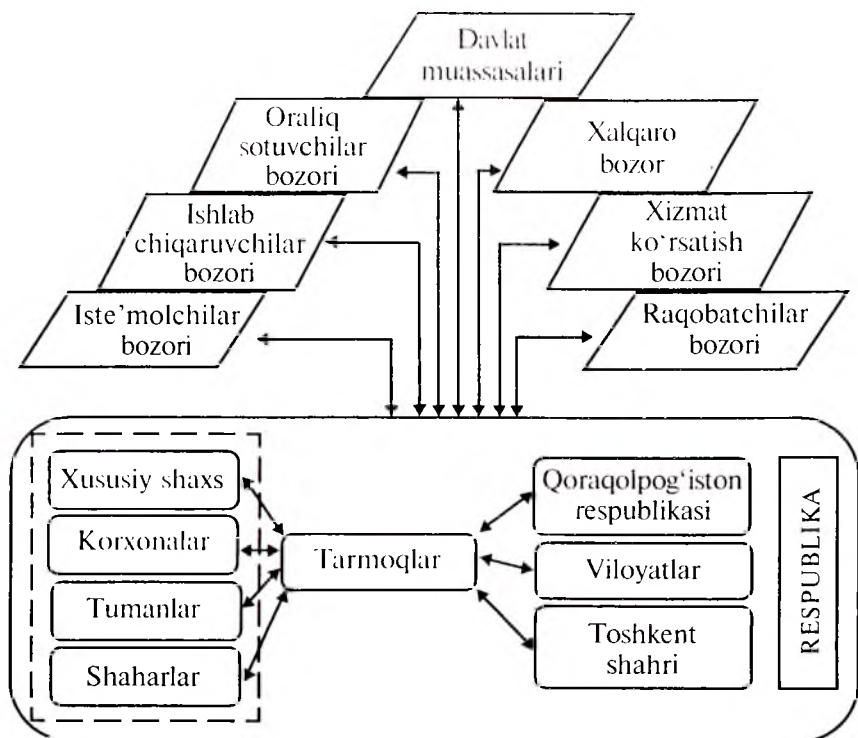 Davlat
muassasalari
Oraliq
sotuvchilar
bozori
Xalqaro
bozor
Ishlab
chiqaruvchilar
bozori
Xizmat
ko‘rsatish
bozori
Iste’molchilar
bozori
Raqobatchilar
bozori
Xususiy shaxs
Korxonalar
Tumanlar
Shaharlar
Tarmoqlar
Qoraqolpog‘iston
respublikasi
Viloyatlar
Toshkent
shahri
RESPUBLIKA